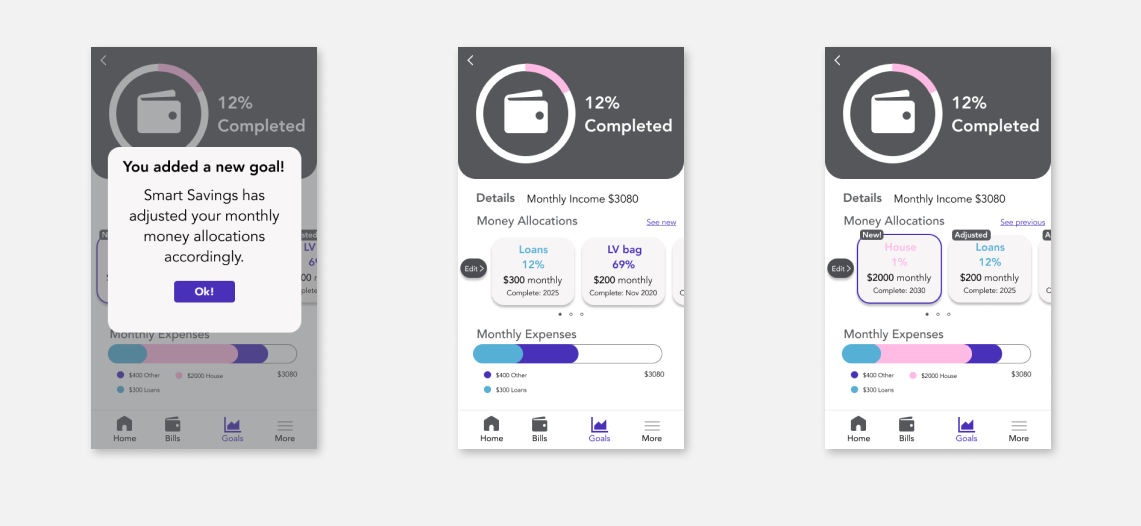 12%
Completed
You added a new goal!
Smart Savings has
adjusted your monthly
money allocations
accordingly.
Ok!
LV
69
Monthly Expenses
$400 Other
$2000 House
$3080
$300 Loans
Home
Bills
Goals
More
12%
Completed
Details
Monthly Income $3080
Money Allocations
See new
Edit
Loans
12%
$300 monthly
Complete: 2025
LV bag
69%
$200 monthly
Complete: Nov 2020
Monthly Expenses
$400 Other
$2000 House
$3080
$300 Loans
Home
Bills
Goals
More
12%
Completed
Details
Monthly Income $3080
Money Allocations
See previous
Edit
New!
House
1%
$2000 monthly
Complete: 2030
Adjusted
Loans
12%
$200 monthly
Complete: 2025
A
Monthly Expenses
$400 Other
$2000 House
$3080
$300 Loans
Home
Bills
Goals
More